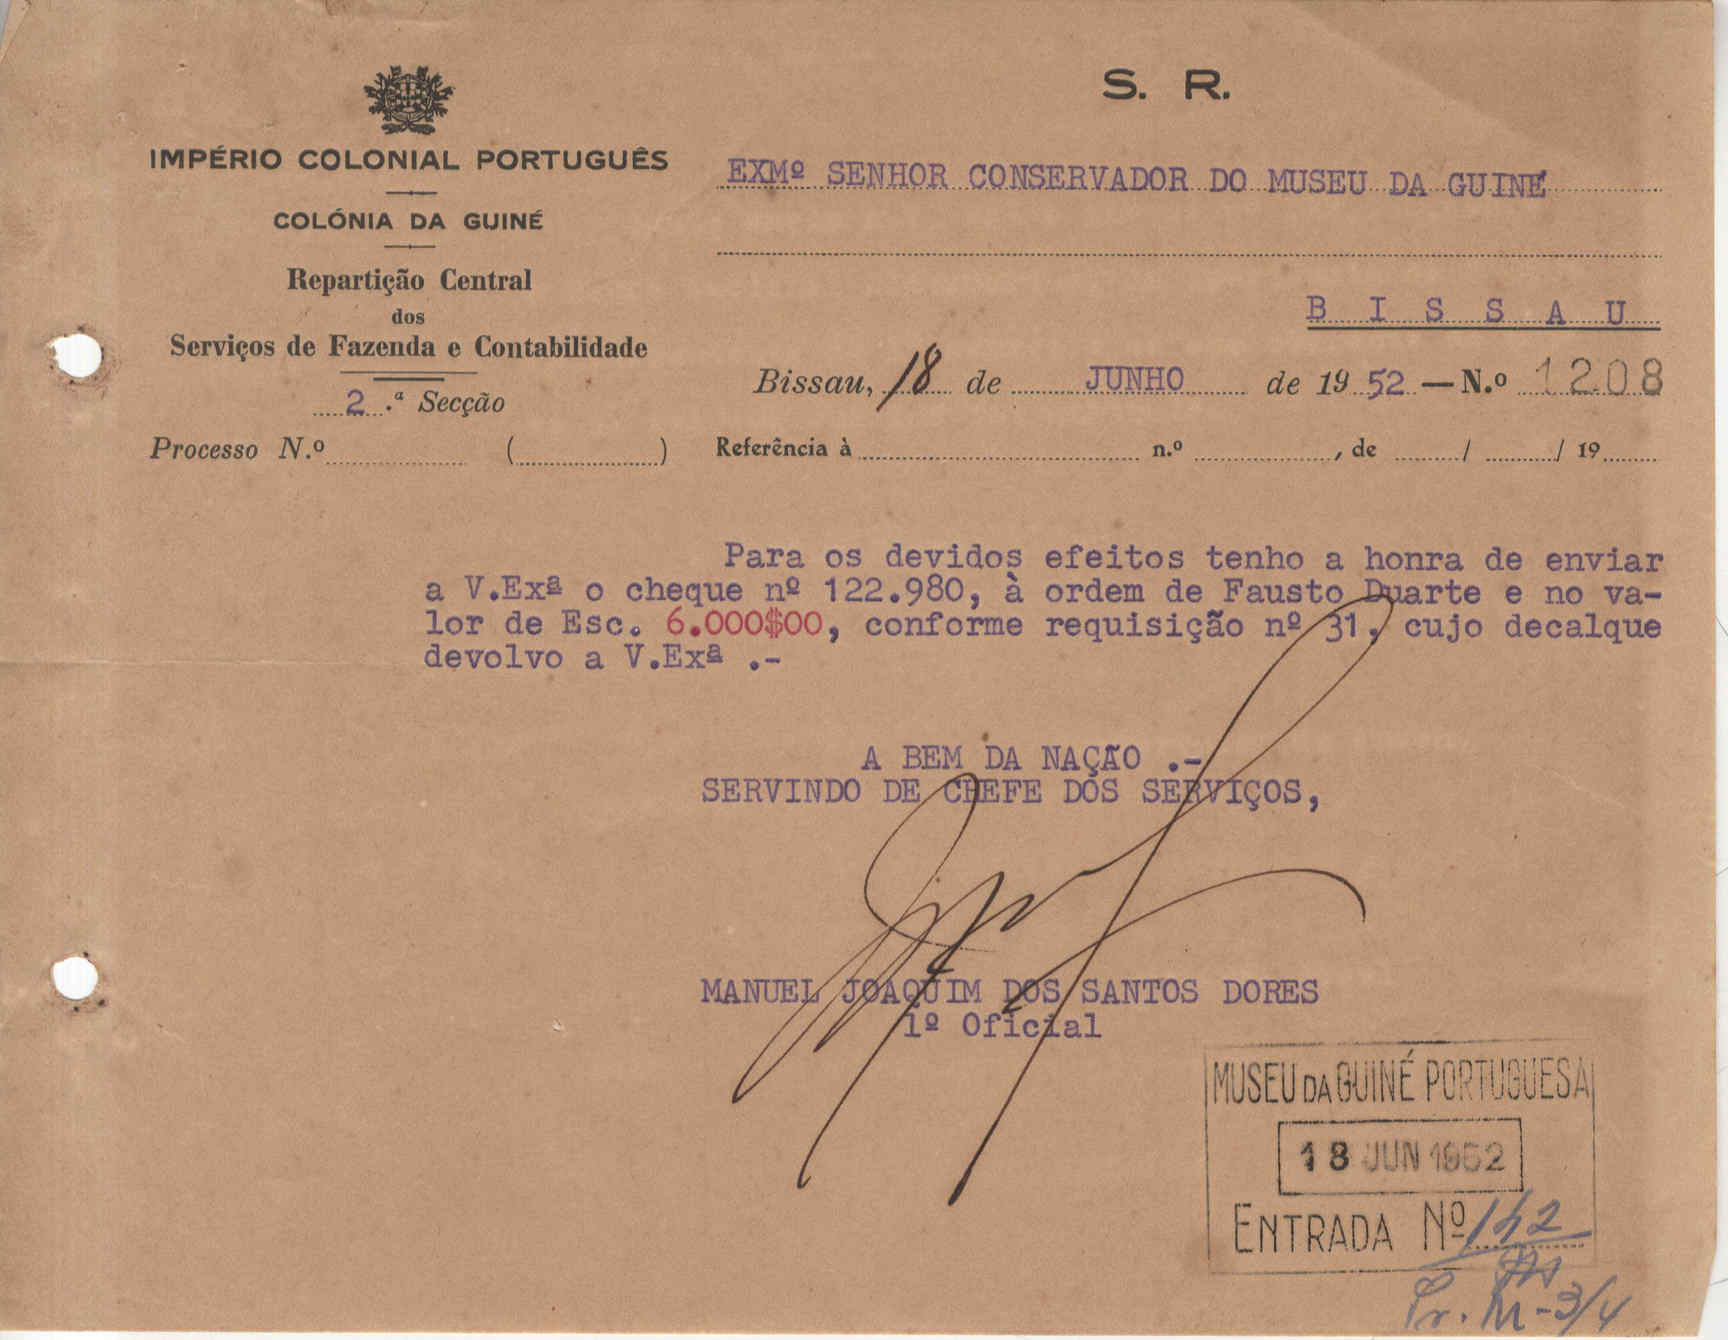 S. R.
IMPÉRIO COLONIAL PORTUGUÊS
COLÓNIA DA GUINÉ
Repartição Central
dos
Serviços de Fazenda e Contabilidade
2.ª Secção
Processo N.º ( )
EXMº SENHOR CONSERVADOR DO MUSEU DA GUINÉ
B I S S A U
Bissau, 18 de JUNHO de 1952 — N.º 1208
Referência à n.º , de / / 19
Para os devidos efeitos tenho a honra de enviar
a V.Exª o cheque nº 122.980, à ordem de Fausto Duarte e no va-
lor de Esc. 6.000$00, conforme requisição nº 31, cujo decalque
devolvo a V.Exª .-
A BEM DA NAÇÃO .-
SERVINDO DE CHEFE DOS SERVIÇOS,
MANUEL JOAQUIM DOS SANTOS DORES
1º Oficial
MUSEU DA GUINÉ PORTUGUESA
18 JUN 1952
ENTRADA Nº 142
Pr. M-3/4